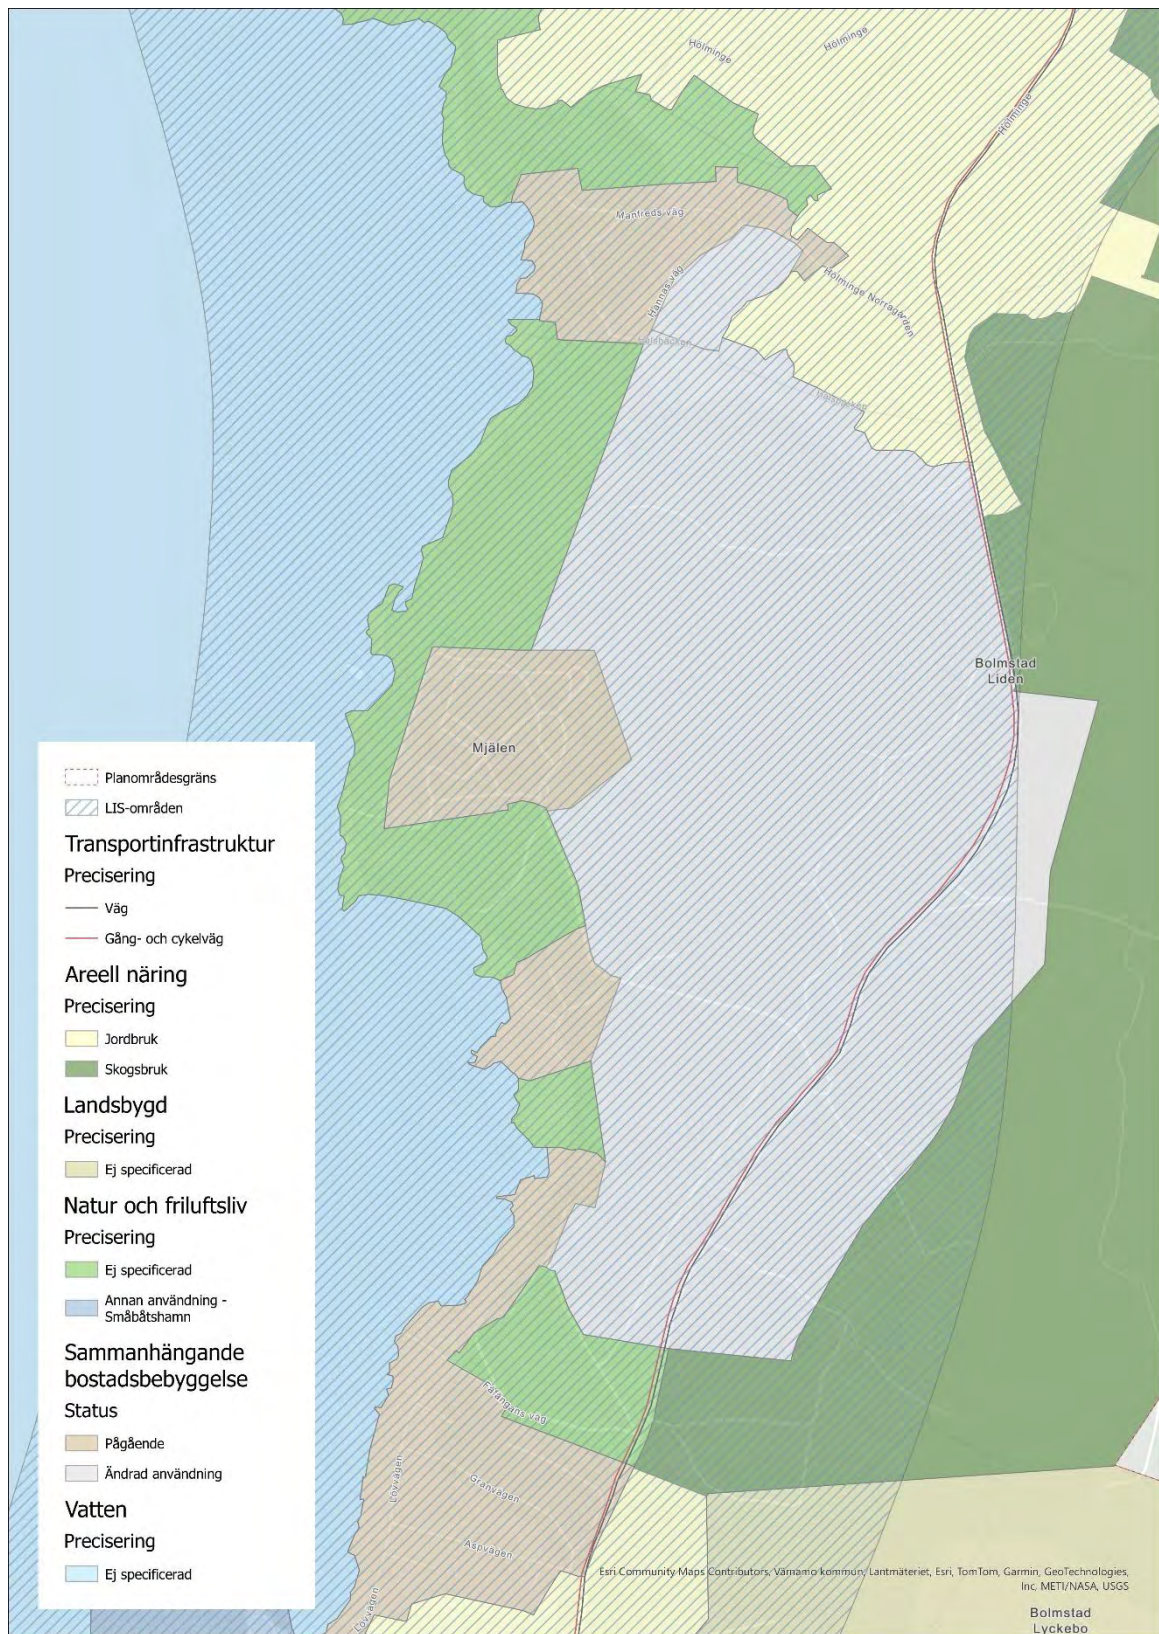 Hölminge
Hölminge
Hölminge
Manfreds väg
Hannas väg
Hölminge Norragården
Bolmstad
Liden
Mjälen
Planområdesgräns
LIS-områden
Transportinfrastruktur
Precisering
Väg
Gång- och cykelväg
Areell näring
Precisering
Jordbruk
Skogsbruk
Landsbygd
Precisering
Ej specificerad
Natur och friluftsliv
Precisering
Ej specificerad
Annan användning -
Småbåtshamn
Sammanhängande
bostadsbebyggelse
Status
Pågående
Ändrad användning
Vatten
Precisering
Ej specificerad
Fårängans väg
Lövvägen
Granvägen
Aspvägen
Lövvägen
Esri Community Maps Contributors, Värnamo kommun, Lantmäteriet, Esri, TomTom, Garmin, GeoTechnologies,
Inc, METI/NASA, USGS
Bolmstad
Lyckebo